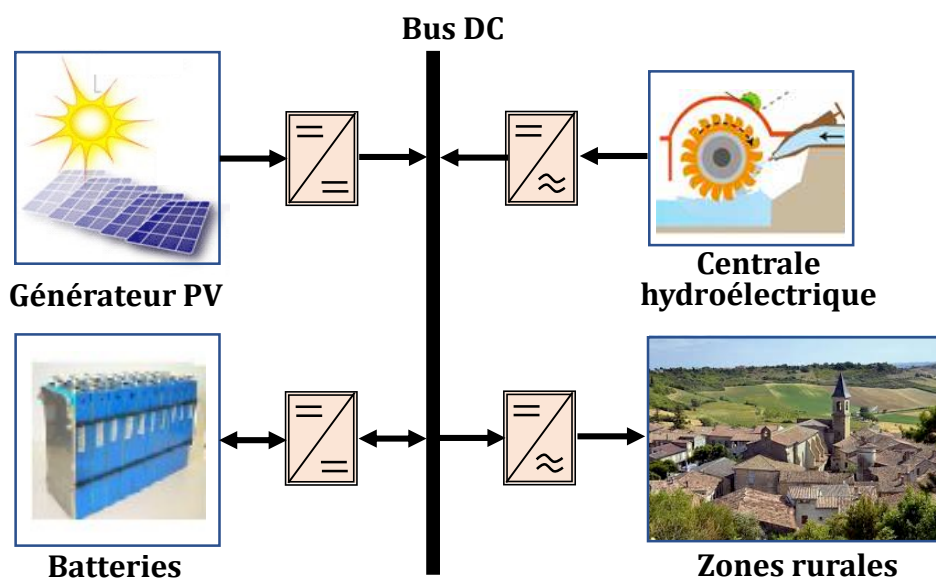 Bus DC
Générateur PV
Centrale
hydroélectrique
Batteries
Zones rurales